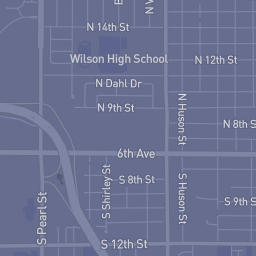 N 14th St
Wilson High School
N 12th St
N Dahl Dr
N 9th St
N Huson St
N 8th St
6th Ave
S 8th St
S Shirley St
S Huson St
S Pearl St
S 9th St
S 12th St